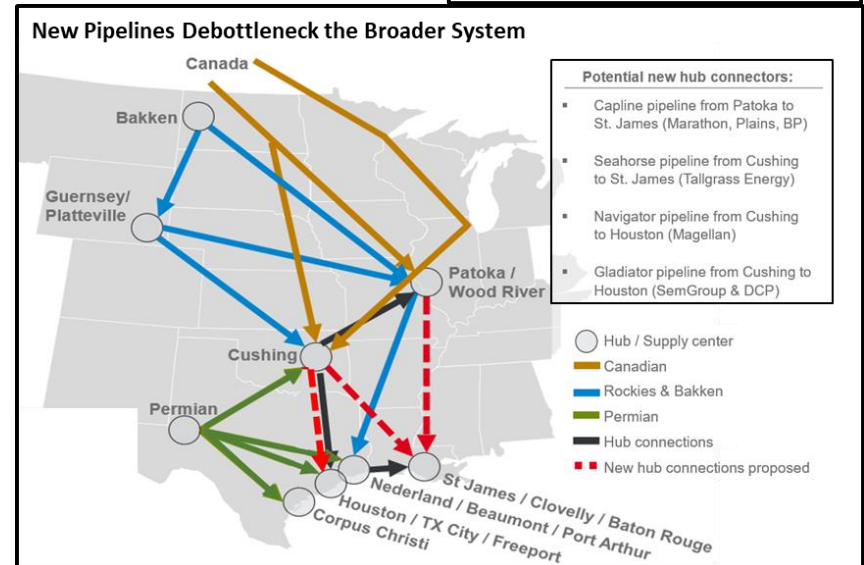 New Pipelines Debottleneck the Broader System
Canada
Bakken
Guernsey/
Platteville
Patoka /
Wood River
Cushing
Permian
St James / Clovelly / Baton Rouge
Nederland / Beaumont / Port Arthur
Houston / TX City / Freeport
Corpus Christi
Potential new hub connectors:
▪ Capline pipeline from Patoka to
St. James (Marathon, Plains, BP)
▪ Seahorse pipeline from Cushing
to St. James (Tallgrass Energy)
▪ Navigator pipeline from Cushing
to Houston (Magellan)
▪ Gladiator pipeline from Cushing to
Houston (SemGroup & DCP)
Hub / Supply center
Canadian
Rockies & Bakken
Permian
Hub connections
New hub connections proposed